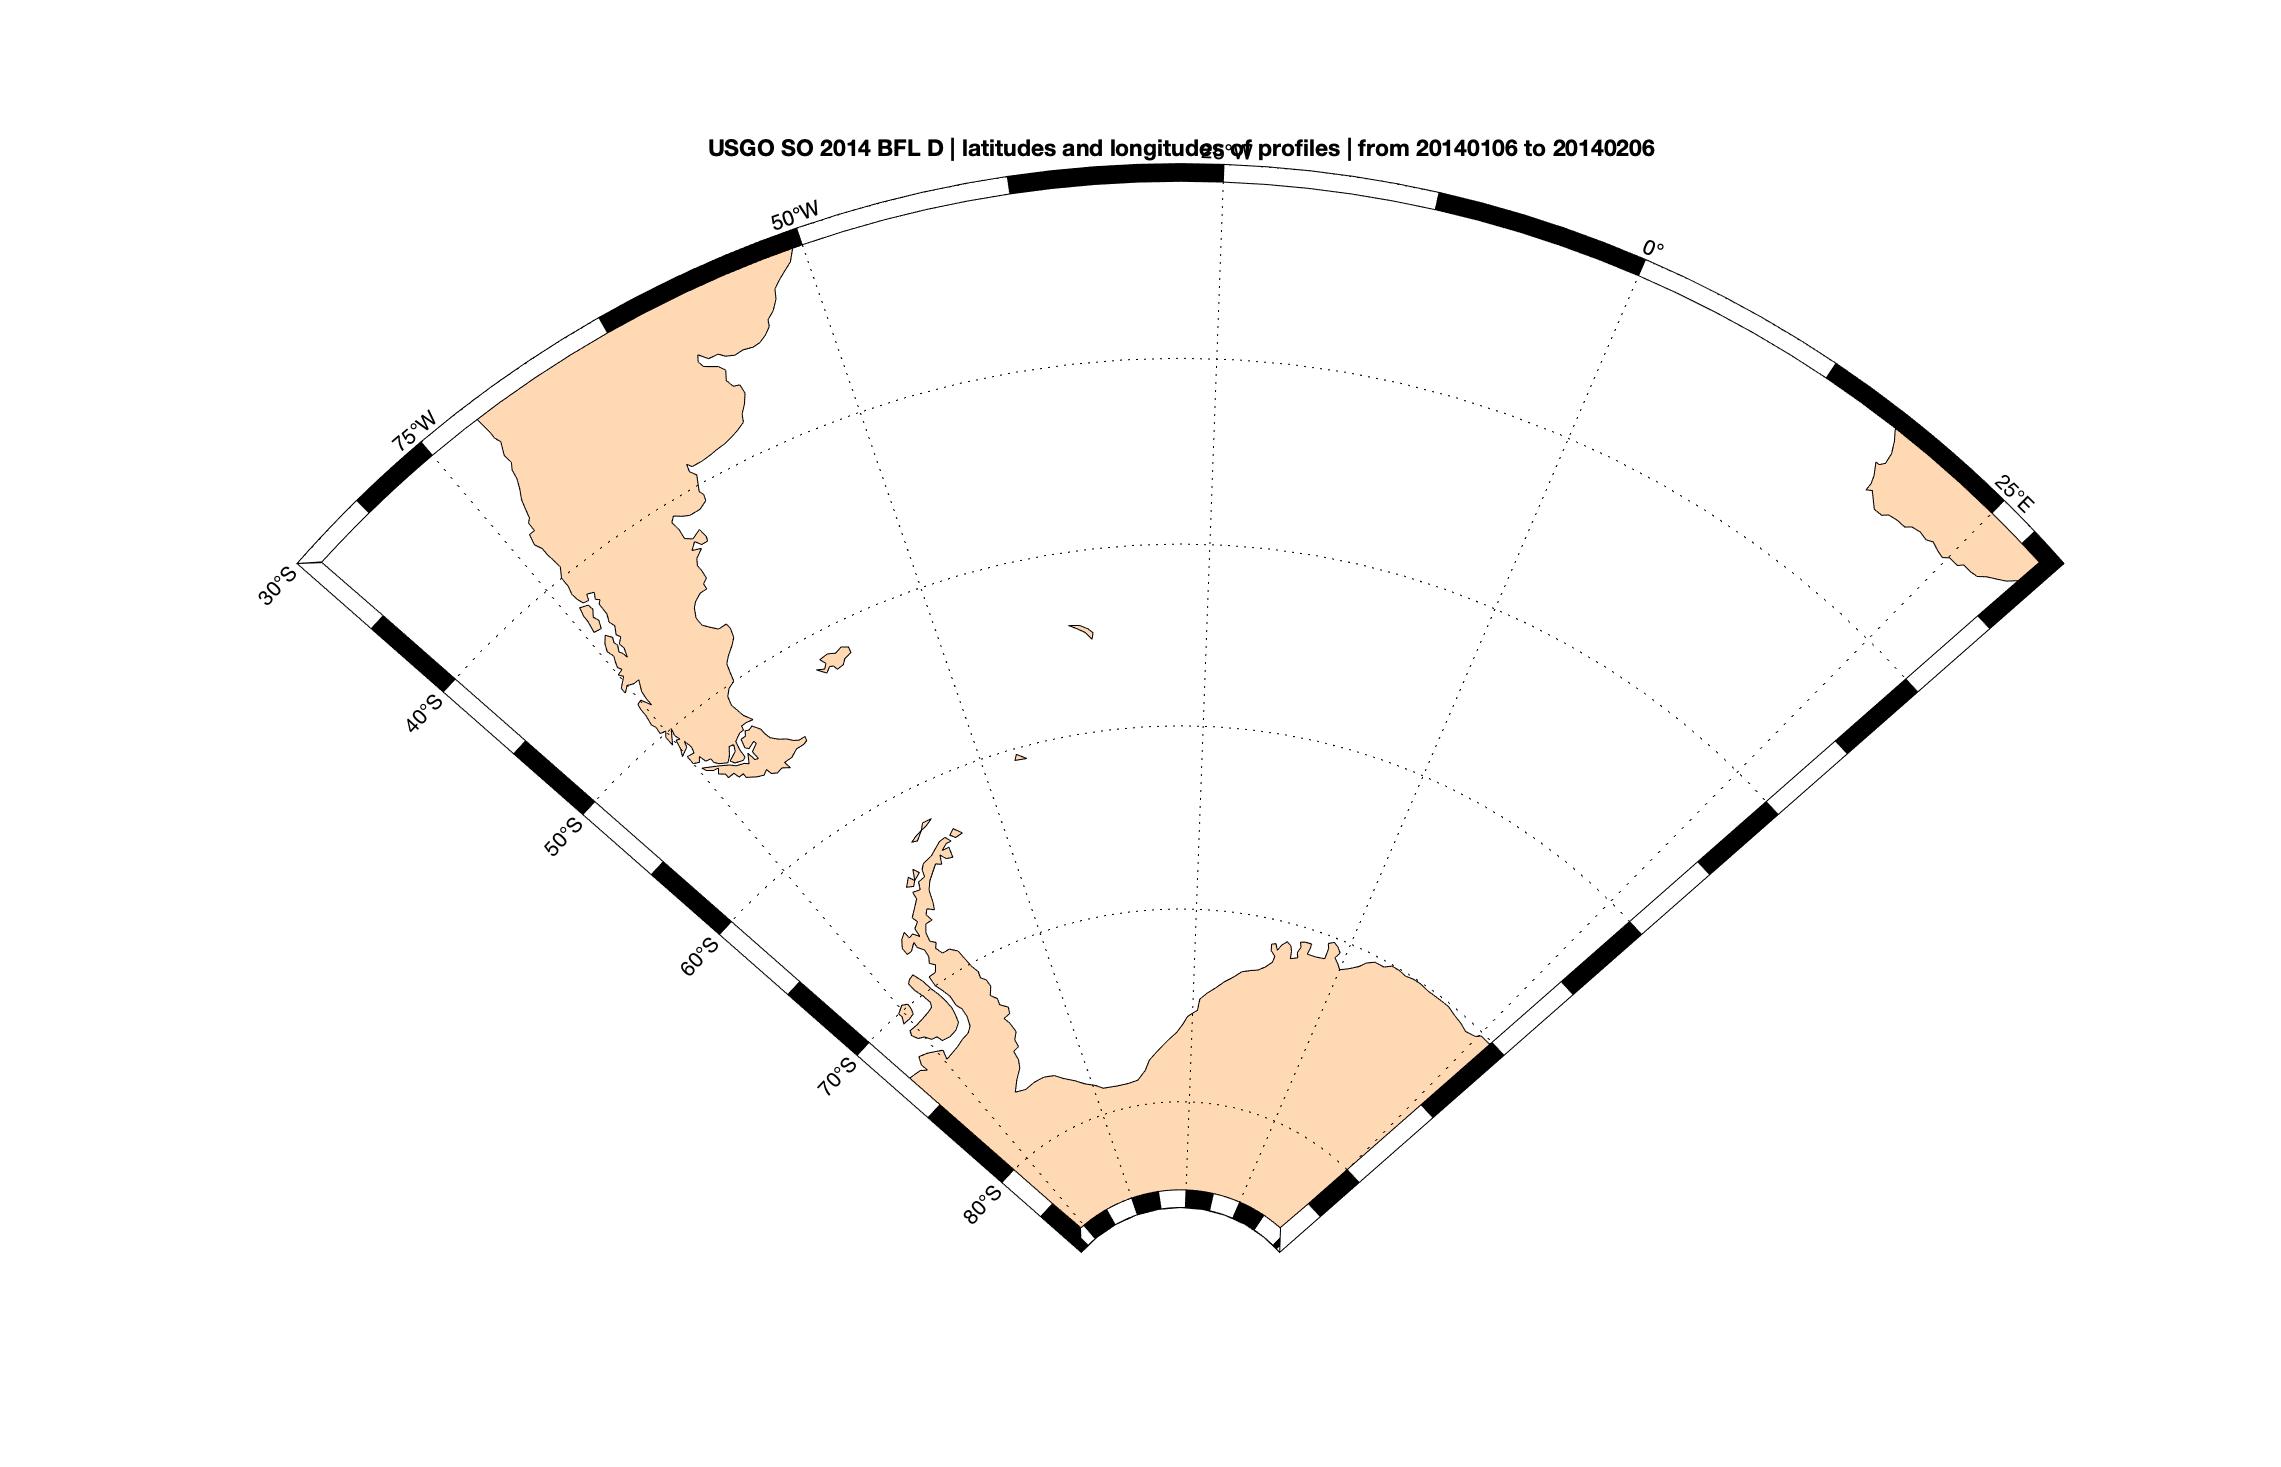 USGO SO 2014 BFL D | latitudes and longitudes of profiles | from 20140106 to 20140206
25°W
50°W
0°
75°W
25°E
30°S
40°S
50°S
60°S
70°S
80°S